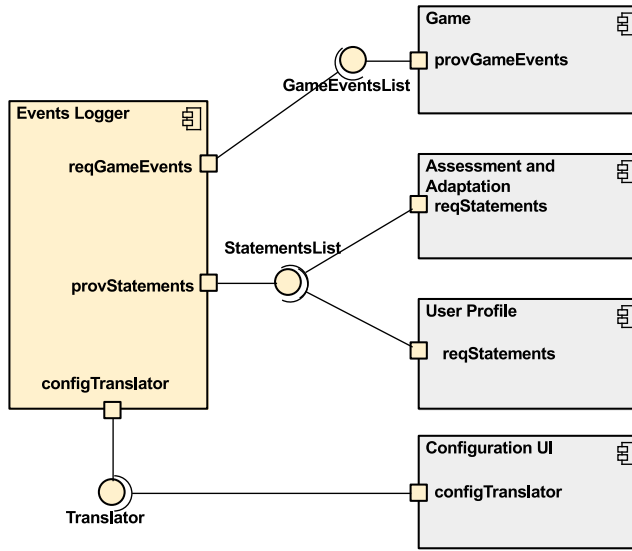 Game
provGameEvents
GameEventsList
Events Logger
reqGameEvents
Assessment and
Adaptation
reqStatements
StatementsList
provStatements
User Profile
reqStatements
configTranslator
Configuration UI
configTranslator
Translator